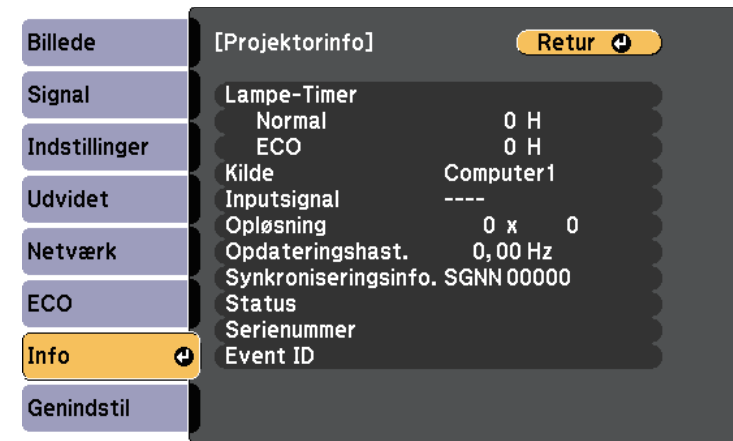 Billede
Signal
Indstillinger
Udvidet
Netværk
ECO
Info
Genindstil
[Projektorinfo] Retur
Lampe-Timer
Normal 0 H
ECO 0 H
Kilde Computer1
Inputsignal ----
Opløsning 0 x 0
Opdateringshast. 0,00 Hz
Synkroniseringsinfo. SGNN 00000
Status
Serienummer
Event ID